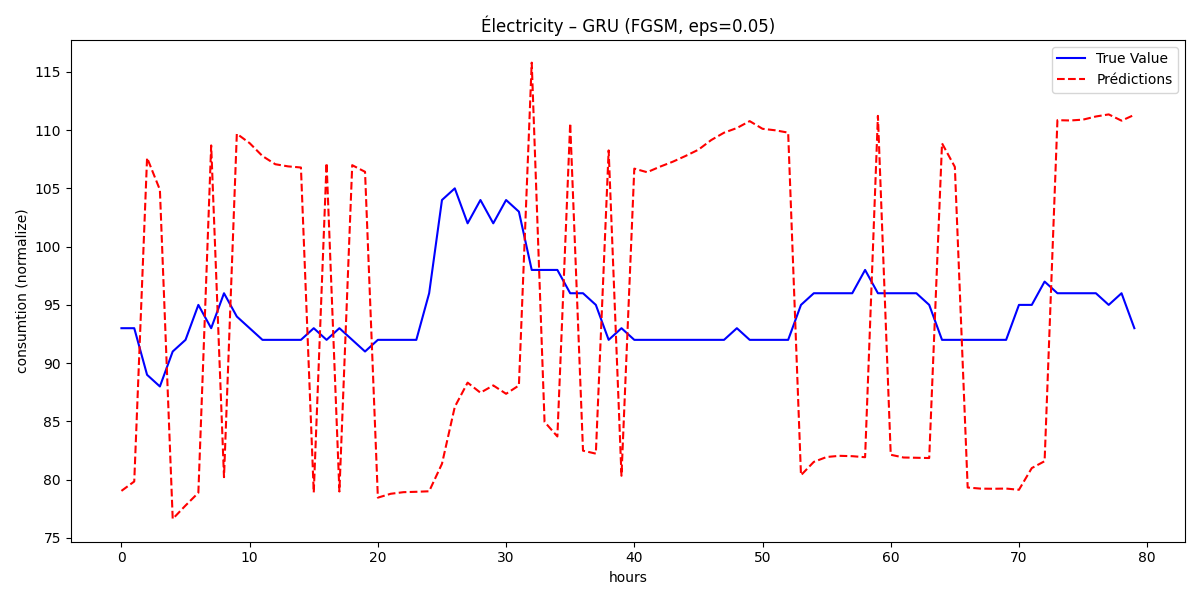 Électricity – GRU (FGSM, eps=0.05)
True Value
Prédictions
115
110
105
100
95
90
85
80
75
consumtion (normalize)
0 10 20 30 40 50 60 70 80
hours